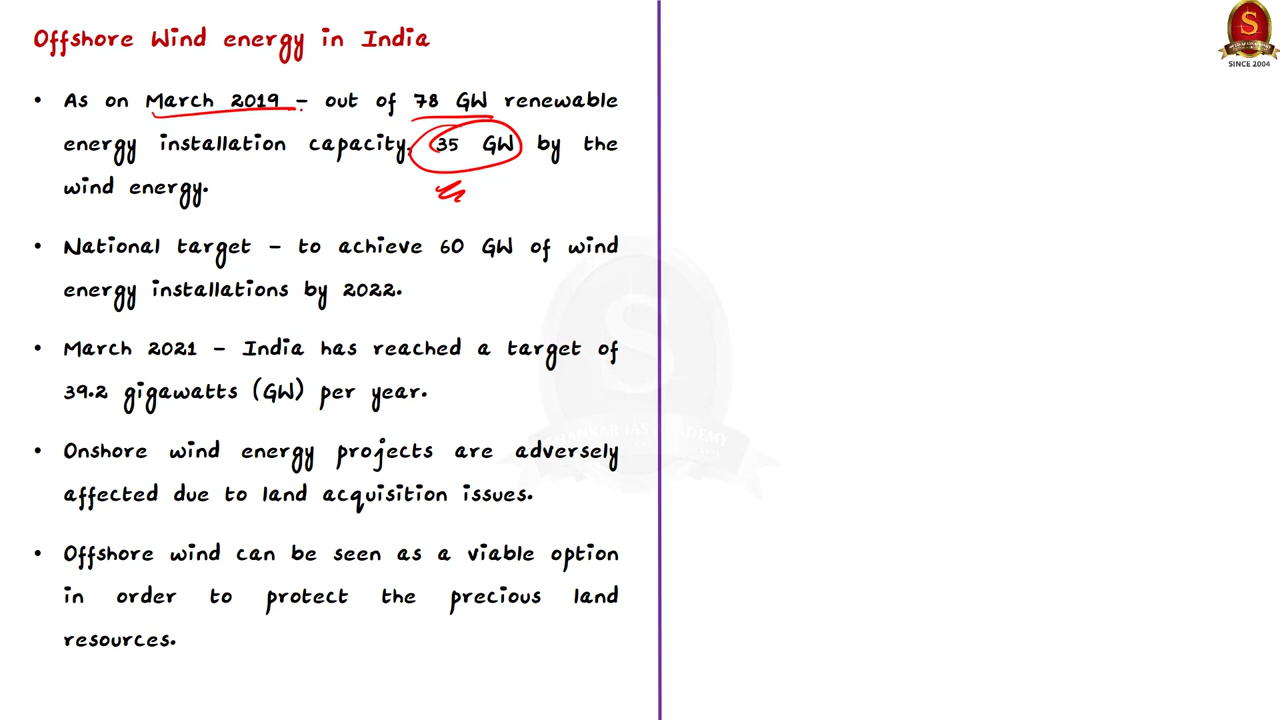 Offshore Wind energy in India
• As on March 2019 – out of 78 GW renewable
energy installation capacity, 35 GW by the
wind energy.
• National target – to achieve 60 GW of wind
energy installations by 2022.
• March 2021 – India has reached a target of
39.2 gigawatts (GW) per year.
• Onshore wind energy projects are adversely
affected due to land acquisition issues.
• Offshore wind can be seen as a viable option
in order to protect the precious land
resources.
S
SINCE 2004
S
SHANKAR IAS ACADEMY